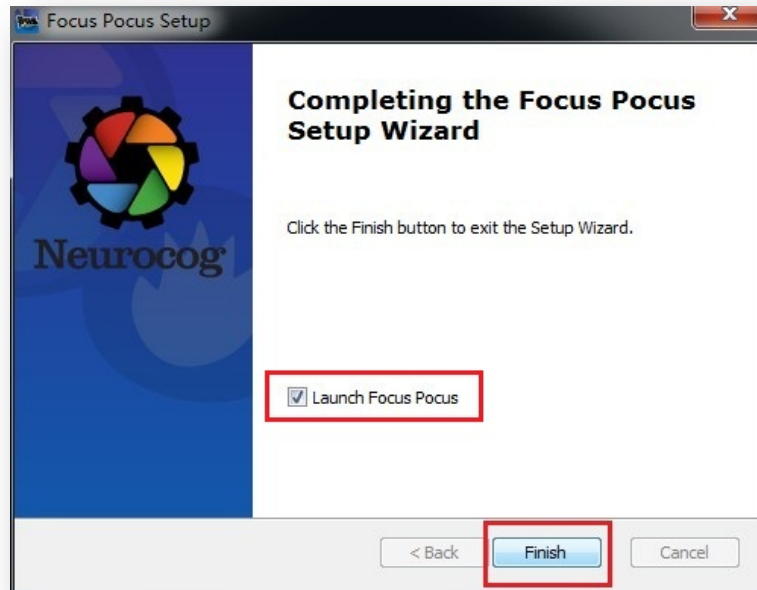 Focus Pocus Setup
Completing the Focus Pocus
Setup Wizard
Neurocog
Click the Finish button to exit the Setup Wizard.
Launch Focus Pocus
< Back
Finish
Cancel